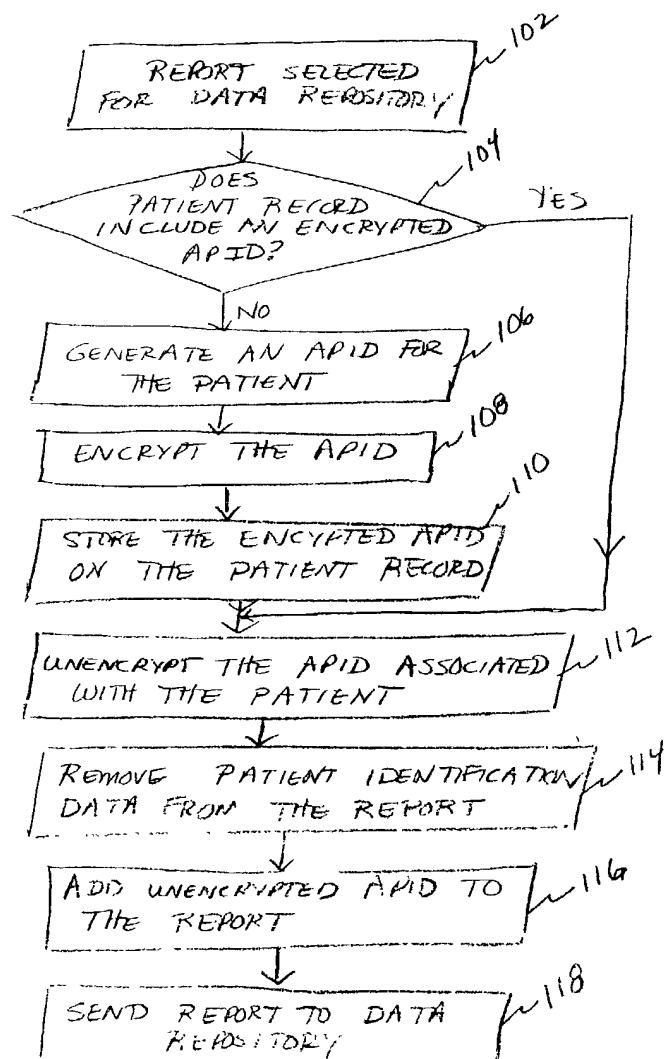 102
REPORT SELECTED
FOR DATA REPOSITORY
104
DOES
PATIENT RECORD
INCLUDE AN ENCRYPTED
APID?
YES
NO
106
GENERATE AN APID FOR
THE PATIENT
108
ENCRYPT THE APID
110
STORE THE ENCYPTED APID
ON THE PATIENT RECORD
112
UNENCRYPT THE APID ASSOCIATED
WITH THE PATIENT
114
REMOVE PATIENT IDENTIFICATION
DATA FROM THE REPORT
116
ADD UNENCRYPTED APID TO
THE REPORT
118
SEND REPORT TO DATA
REPOSITORY